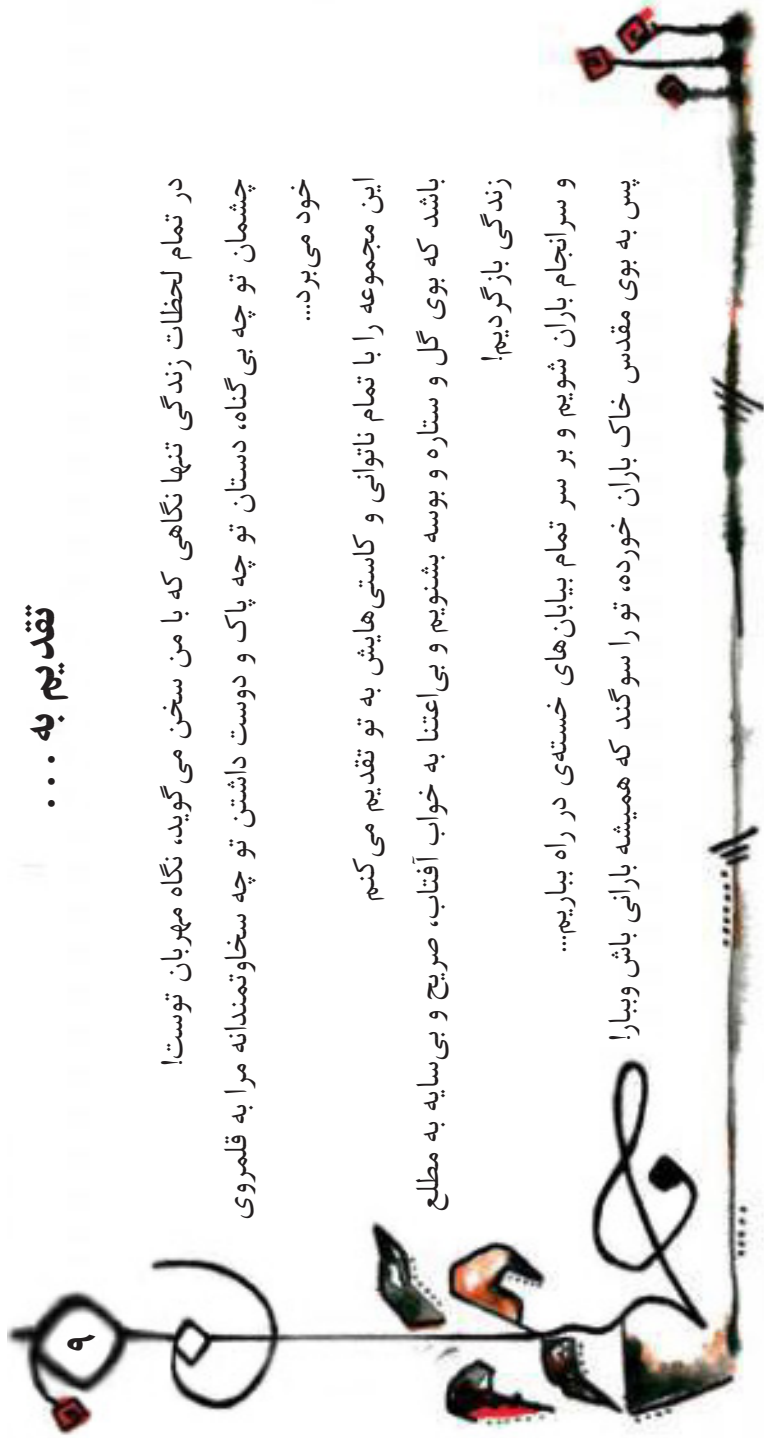 تقدیم به ...
در تمام لحظات زندگی تنها نگاهی که با من سخن می‌گوید، نگاه مهربان توست!
چشمان تو چه بی‌گناه، دستان تو چه پاک و دوست داشتن تو چه سخاوتمندانه مرا به قلمروی
خود می‌برد...
این مجموعه را با تمام ناتوانی و کاستی‌هایش به تو تقدیم می‌کنم
باشد که بوی گل و ستاره و بوسه بشنویم و بی‌اعتنا به خواب آفتاب، صریح و بی‌سایه به مطلع
زندگی بازگردیم!
و سرانجام باران شویم و بر سر تمام بیابان‌های خسته‌ی در راه بباریم...
پس به بوی مقدس خاک باران خورده، تو را سوگند که همیشه بارانی باش وببار!
۹